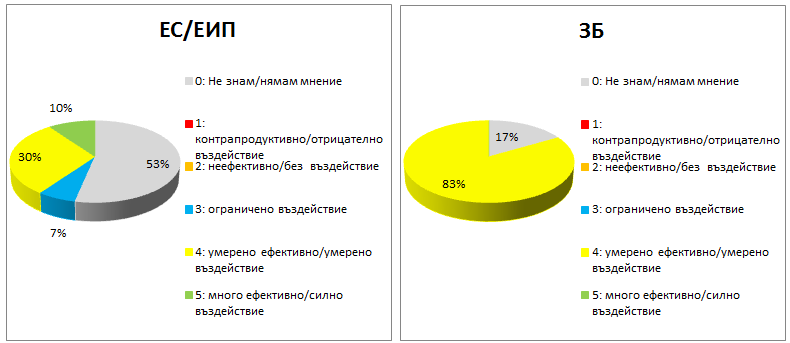 ЕС/ЕИП
0: Не знам/нямам мнение
1:
контрапродуктивно/отрицателно
въздействие
2: неефективно/без въздействие
3: ограничено въздействие
4: умерено ефективно/умерено
въздействие
5: много ефективно/силно
въздействие
10%
30%
53%
7%
ЗБ
0: Не знам/нямам мнение
1:
контрапродуктивно/отрицателно
въздействие
2: неефективно/без въздействие
3: ограничено въздействие
4: умерено ефективно/умерено
въздействие
5: много ефективно/силно
въздействие
17%
83%